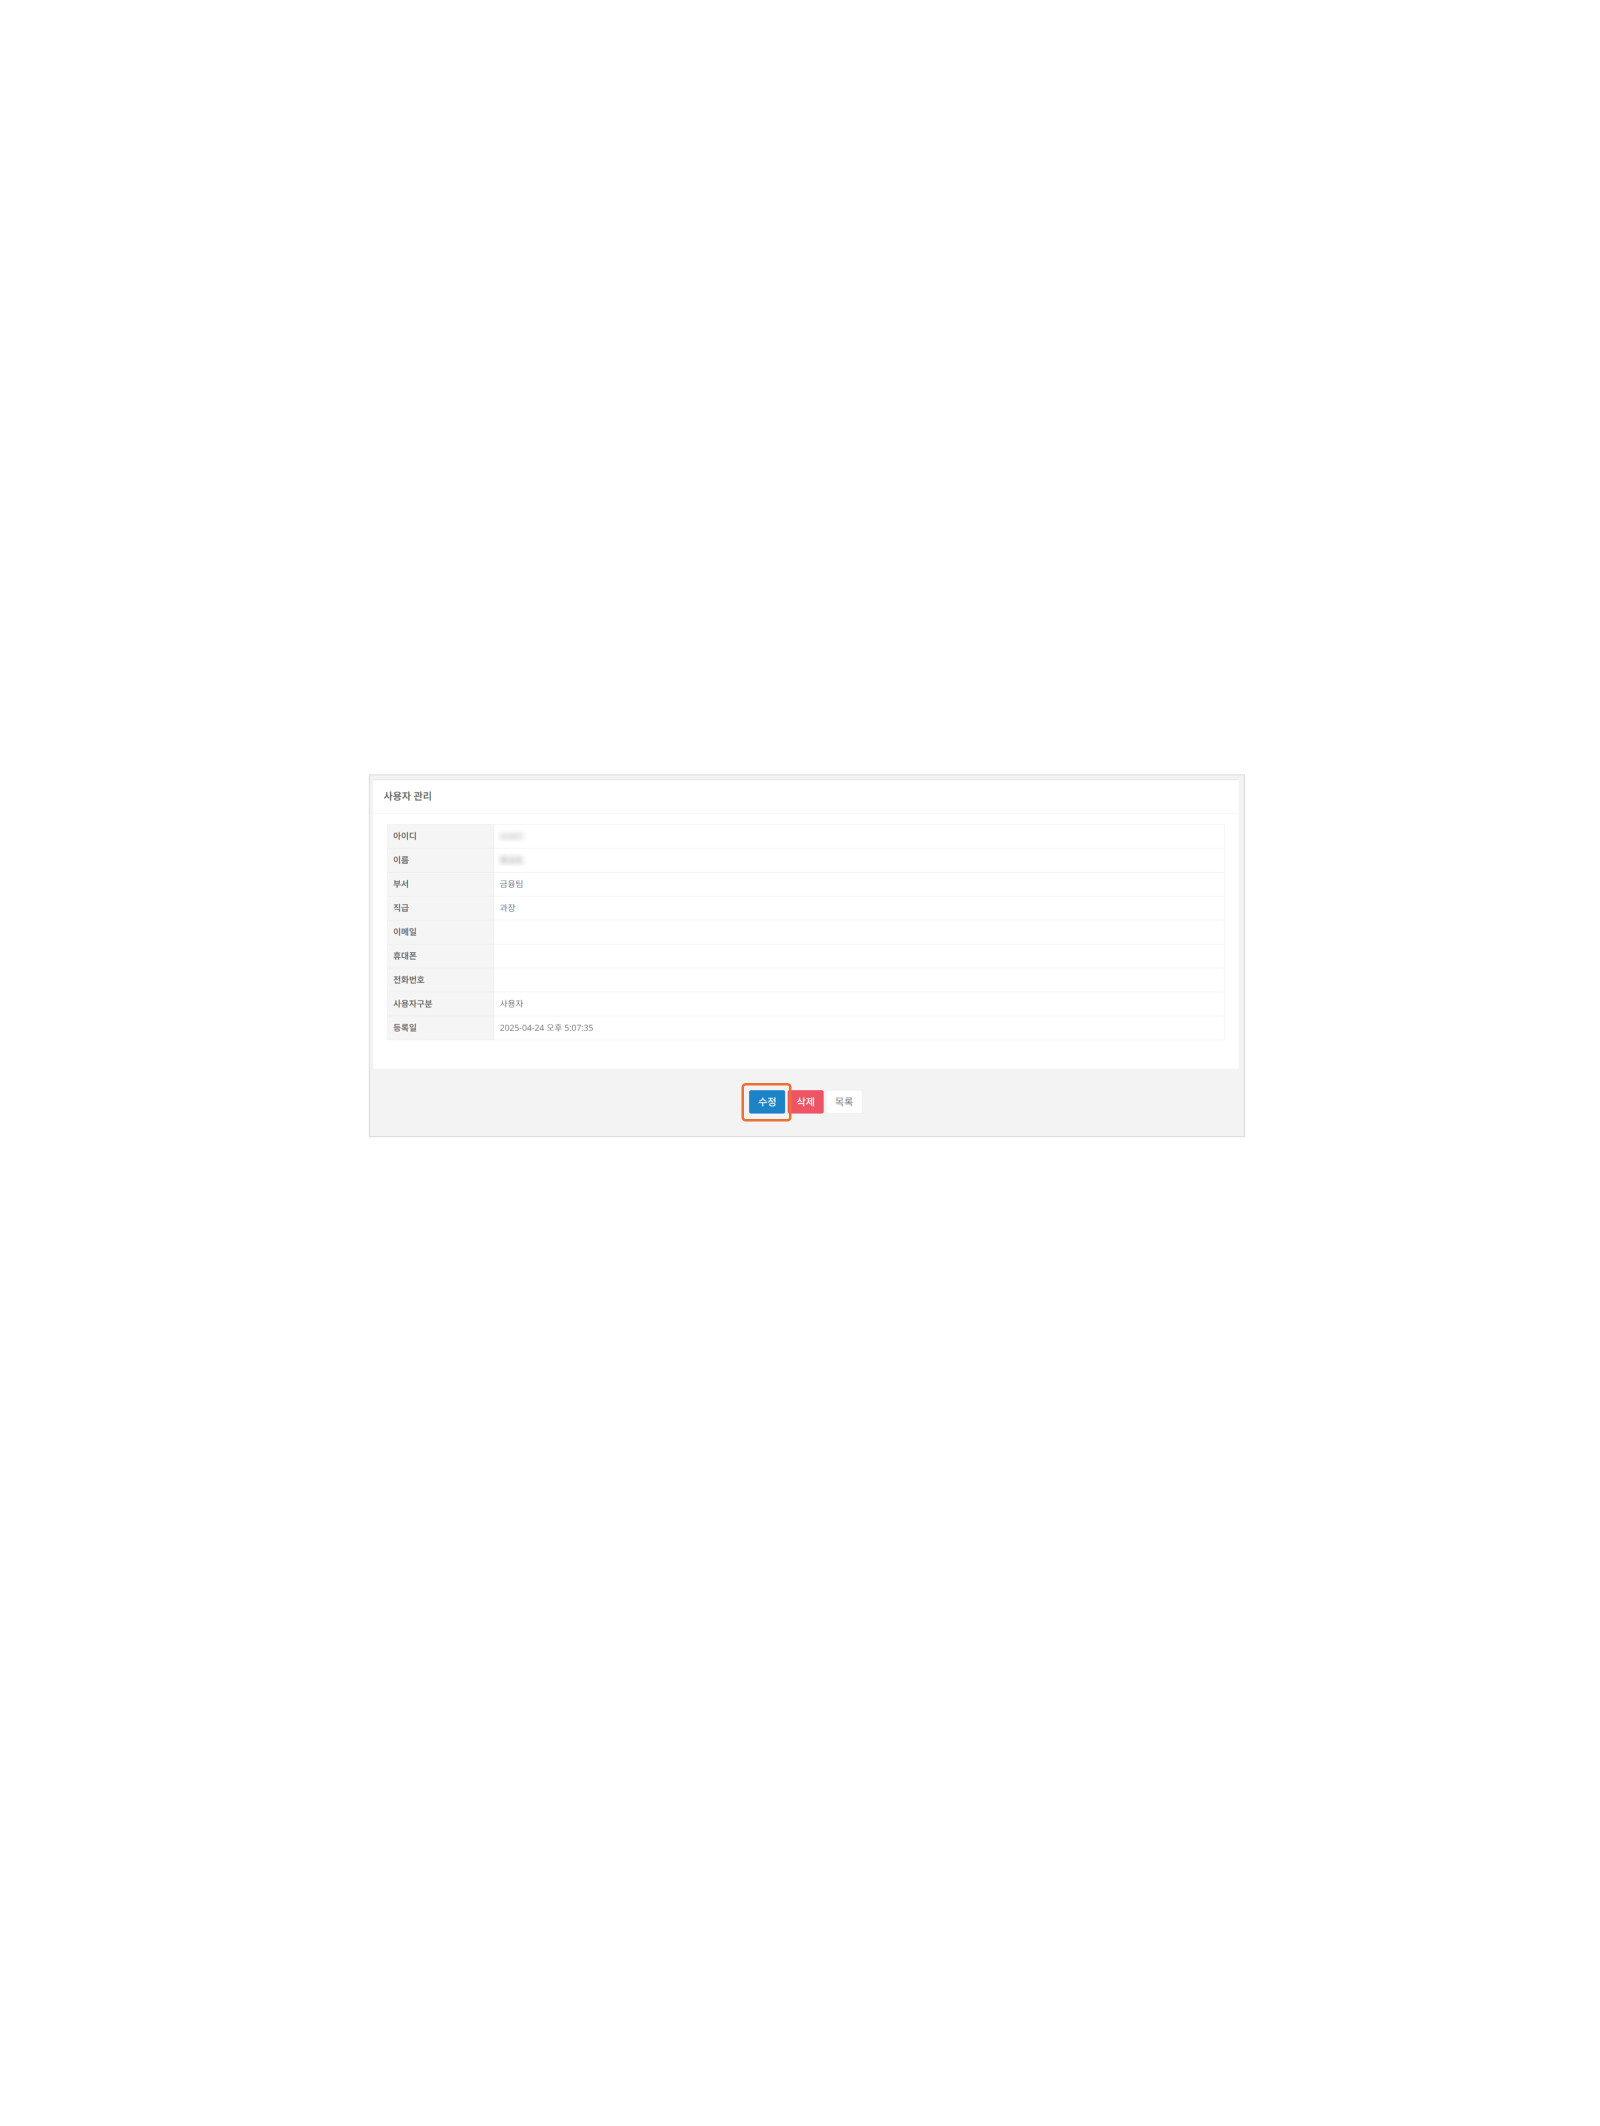 사용자 관리
아이디
이름
부서 금융팀
직급 과장
이메일
휴대폰
전화번호
사용자구분 사용자
등록일 2025-04-24 오후 5:07:35
수정 삭제 목록